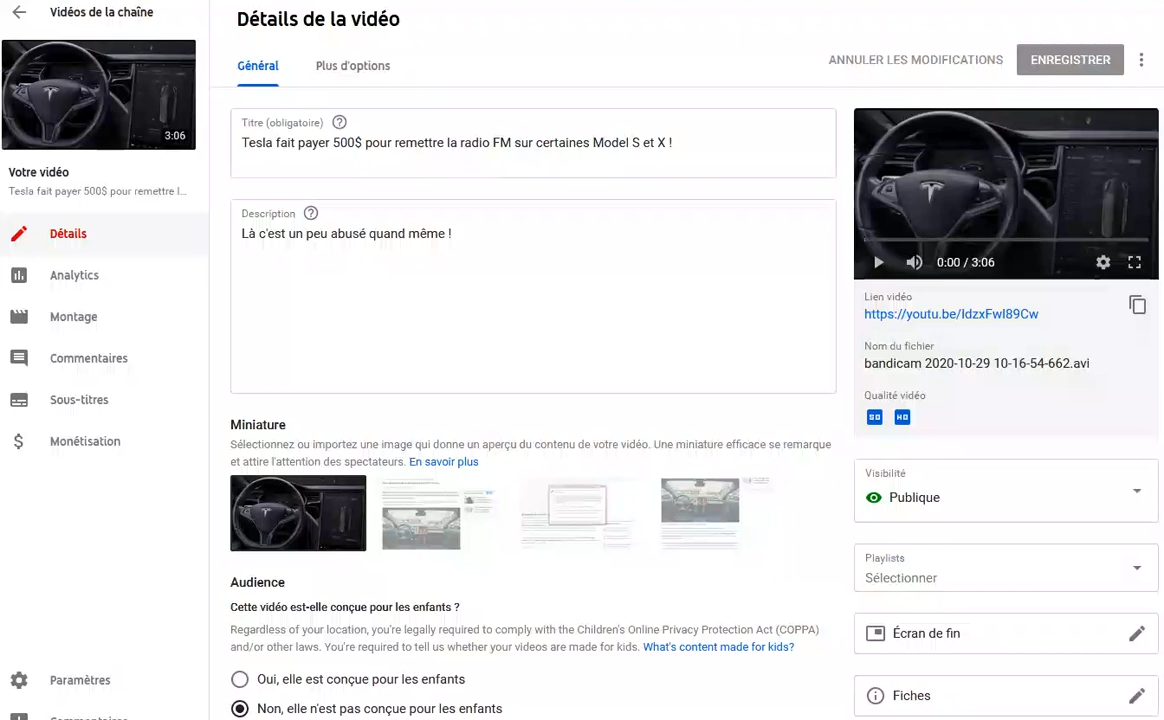 Vidéos de la chaîne
3:06
Votre vidéo
Tesla fait payer 500$ pour remettre l...
Détails
Analytics
Montage
Commentaires
Sous-titres
Monétisation
Paramètres
Commentaires
Détails de la vidéo
Général
Plus d'options
ANNULER LES MODIFICATIONS
ENREGISTRER
Titre (obligatoire)
Tesla fait payer 500$ pour remettre la radio FM sur certaines Model S et X !
Description
Là c'est un peu abusé quand même !
Miniature
Sélectionnez ou importez une image qui donne un aperçu du contenu de votre vidéo. Une miniature efficace se remarque
et attire l'attention des spectateurs. En savoir plus
Audience
Cette vidéo est-elle conçue pour les enfants ?
Regardless of your location, you're legally required to comply with the Children's Online Privacy Protection Act (COPPA)
and/or other laws. You're required to tell us whether your videos are made for kids. What's content made for kids?
Oui, elle est conçue pour les enfants
Non, elle n'est pas conçue pour les enfants
0:00 / 3:06
Lien vidéo
https://youtu.be/IdzxFwI89Cw
Nom du fichier
bandicam 2020-10-29 10-16-54-662.avi
Qualité vidéo
SD HD
Visibilité
Publique
Playlists
Sélectionner
Écran de fin
Fiches